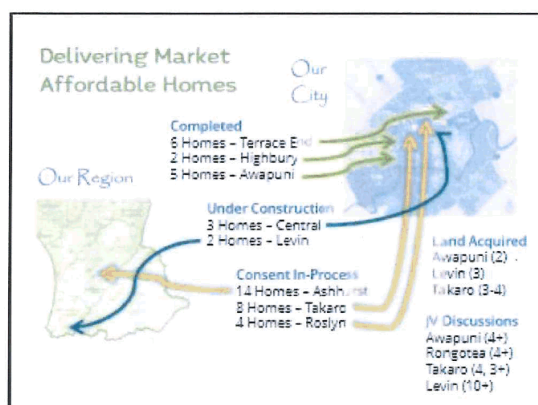 Delivering Market
Affordable Homes
Our
City
Completed
6 Homes – Terrace End
2 Homes – Highbury
5 Homes – Awapuni
Our Region
Under Construction
3 Homes – Central
2 Homes – Levin
Consent In-Process
14 Homes – Ashhurst
8 Homes – Takaro
4 Homes – Roslyn
Land Acquired
Awapuni (2)
Levin (3)
Takaro (3-4)
JV Discussions
Awapuni (4+)
Rongotea (4+)
Takaro (4, 3+)
Levin (10+)